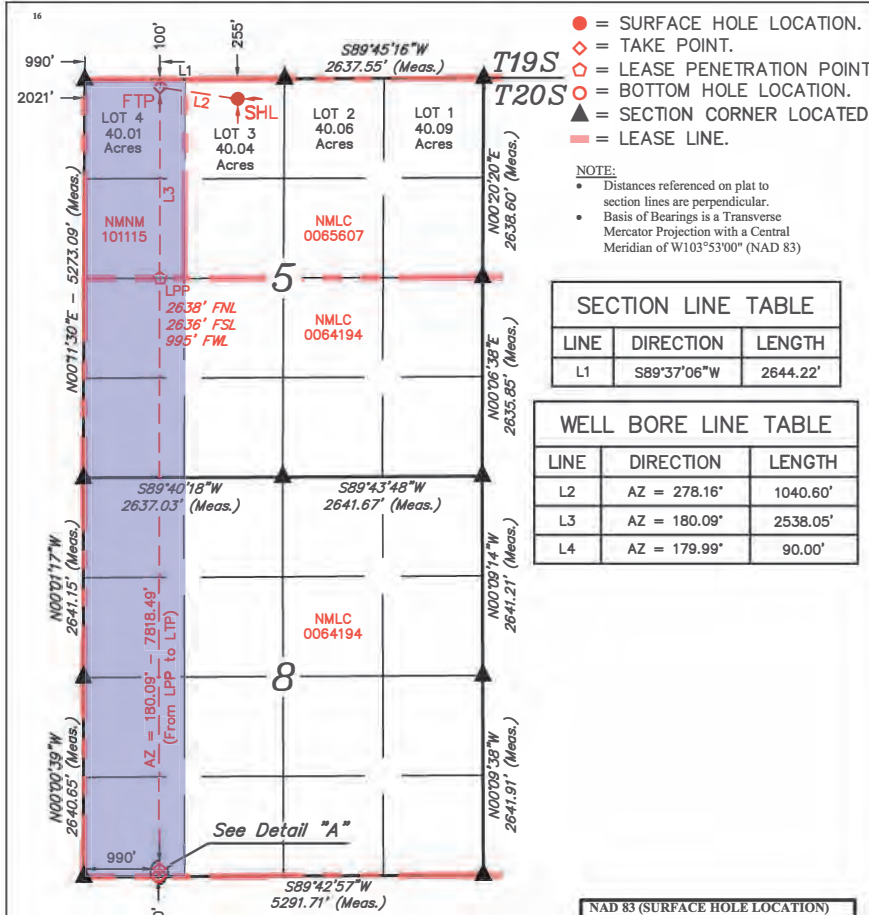 16
990'
100'
255'
L1
S89°45'16"W
2637.55' (Meas.)
T19S
T20S
2021'
FTP
L2
SHL
LOT 4
40.01
Acres
LOT 3
40.04
Acres
LOT 2
40.06
Acres
LOT 1
40.09
Acres
= SURFACE HOLE LOCATION.
= TAKE POINT.
= LEASE PENETRATION POINT
= BOTTOM HOLE LOCATION.
= SECTION CORNER LOCATED
= LEASE LINE.
NOTE:
• Distances referenced on plat to
section lines are perpendicular.
• Basis of Bearings is a Transverse
Mercator Projection with a Central
Meridian of W103°53'00" (NAD 83)
N00°11'30"E - 5273.09' (Meas.)
L3
NMNM
101115
NMLC
0065607
N00°20'20"E
2638.60' (Meas.)
5
LPP
2638' FNL
2636' FSL
995' FWL
NMLC
0064194
N00°06'38"E
2635.85' (Meas.)
SECTION LINE TABLE
LINE DIRECTION LENGTH
L1 S89°37'06"W 2644.22'
WELL BORE LINE TABLE
LINE DIRECTION LENGTH
L2 AZ = 278.16° 1040.60'
L3 AZ = 180.09° 2538.05'
L4 AZ = 179.99° 90.00'
S89°40'18"W
2637.03' (Meas.)
S89°43'48"W
2641.67' (Meas.)
N00°01'17"W
2641.15' (Meas.)
AZ = 180.09° - 7818.49'
(From LPP to LTP)
N00°09'14"W
2641.21' (Meas.)
NMLC
0064194
8
N00°00'39"W
2640.65' (Meas.)
N00°09'38"W
2641.91' (Meas.)
See Detail "A"
990'
S89°42'57"W
5291.71' (Meas.)
NAD 83 (SURFACE HOLE LOCATION)